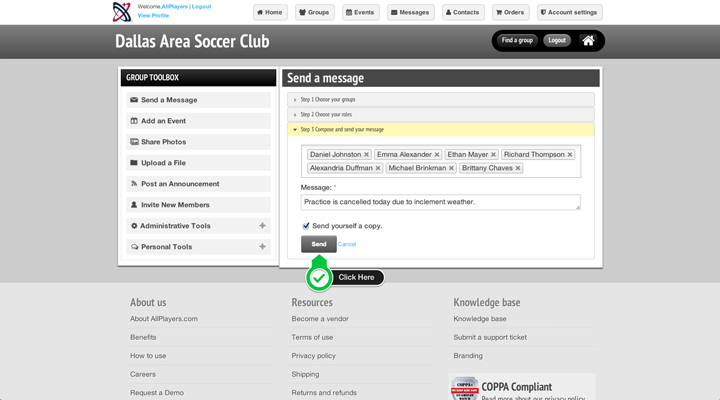 Welcome,AllPlayers | Logout
View Profile
Home
Groups
Events
Messages
Contacts
Orders
Account settings
Dallas Area Soccer Club
Find a group
Logout
GROUP TOOLBOX
Send a Message
Add an Event
Share Photos
Upload a File
Post an Announcement
Invite New Members
Administrative Tools
Personal Tools
Send a message
Step 1 Choose your groups
Step 2 Choose your roles
Step 3 Compose and send your message
Daniel Johnston Emma Alexander Ethan Mayer Richard Thompson
Alexandria Duffman Michael Brinkman Brittany Chaves
Message: *
Practice is cancelled today due to inclement weather.
Send yourself a copy.
Send Cancel
Click Here
About us
About AllPlayers.com
Benefits
How to use
Careers
Request a Demo
Resources
Become a vendor
Terms of use
Privacy policy
Shipping
Returns and refunds
Knowledge base
Knowledge base
Submit a support ticket
Branding
COPPA Compliant
Read more about our privacy policy